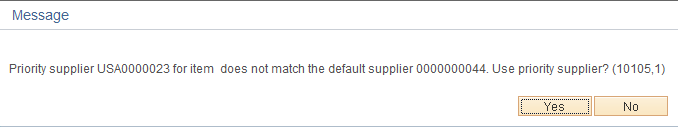 Message
Priority supplier USA0000023 for item  does not match the default supplier 0000000044. Use priority supplier? (10105,1)
Yes No